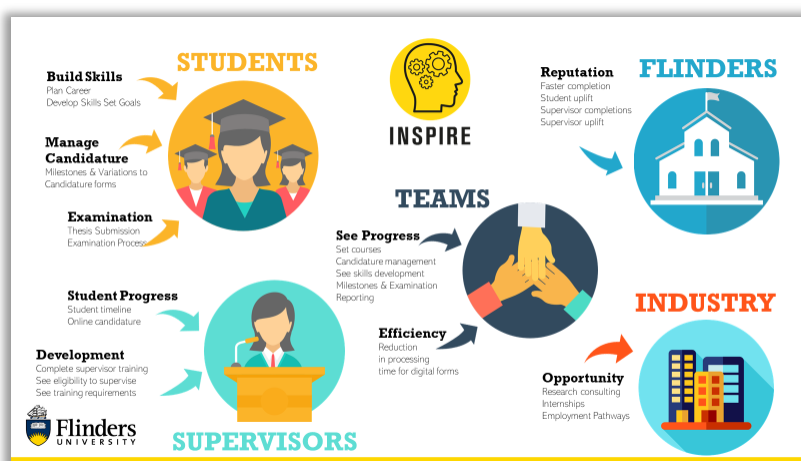 STUDENTS
Build Skills
Plan Career
Develop Skills Set Goals
Manage
Candidature
Milestones & Variations to
Candidature forms
Examination
Thesis Submission
Examination Process
INSPIRE
FLINDERS
Reputation
Faster completion
Student uplift
Supervisor completions
Supervisor uplift
TEAMS
See Progress
Set courses
Candidature management
See skills development
Milestones & Examination
Reporting
Efficiency
Reduction
in processing
time for digital forms
Student Progress
Student timeline
Online candidature
Development
Complete supervisor training
See eligibility to supervise
See training requirements
SUPERVISORS
INDUSTRY
Opportunity
Research consulting
Internships
Employment Pathways
Flinders
UNIVERSITY